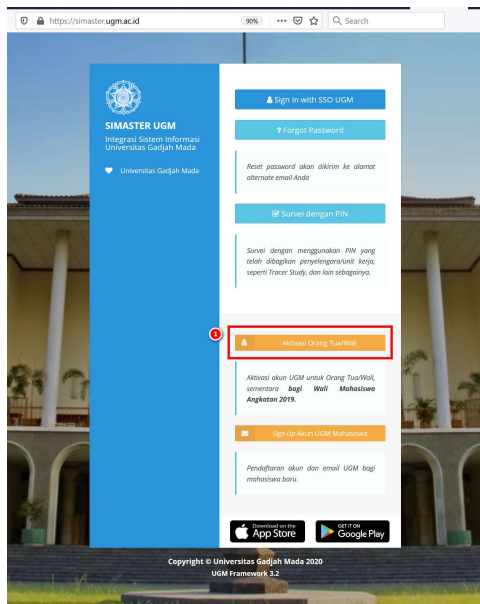 https://simaster.ugm.ac.id
90%
Search
SIMASTER UGM
Integrasi Sistem Informasi
Universitas Gadjah Mada
Universitas Gadjah Mada
Sign In with SSO UGM
? Forgot Password
Reset password akan dikirim ke alamat
alternate email Anda
Survei dengan PIN
Survei dengan menggunakan PIN yang
telah dibagikan penyelengara/unit kerja,
seperti Tracer Study, dan lain sebagainya.
1
Aktivasi Orang Tua/Wali
Aktivasi akun UGM untuk Orang Tua/Wali,
sementara bagi Wali Mahasiswa
Angkatan 2019.
Sign Up Akun UGM Mahasiswa
Pendaftaran akun dan email UGM bagi
mahasiswa baru.
Download on the
App Store
GET IT ON
Google Play
Copyright © Universitas Gadjah Mada 2020
UGM Framework 3.2